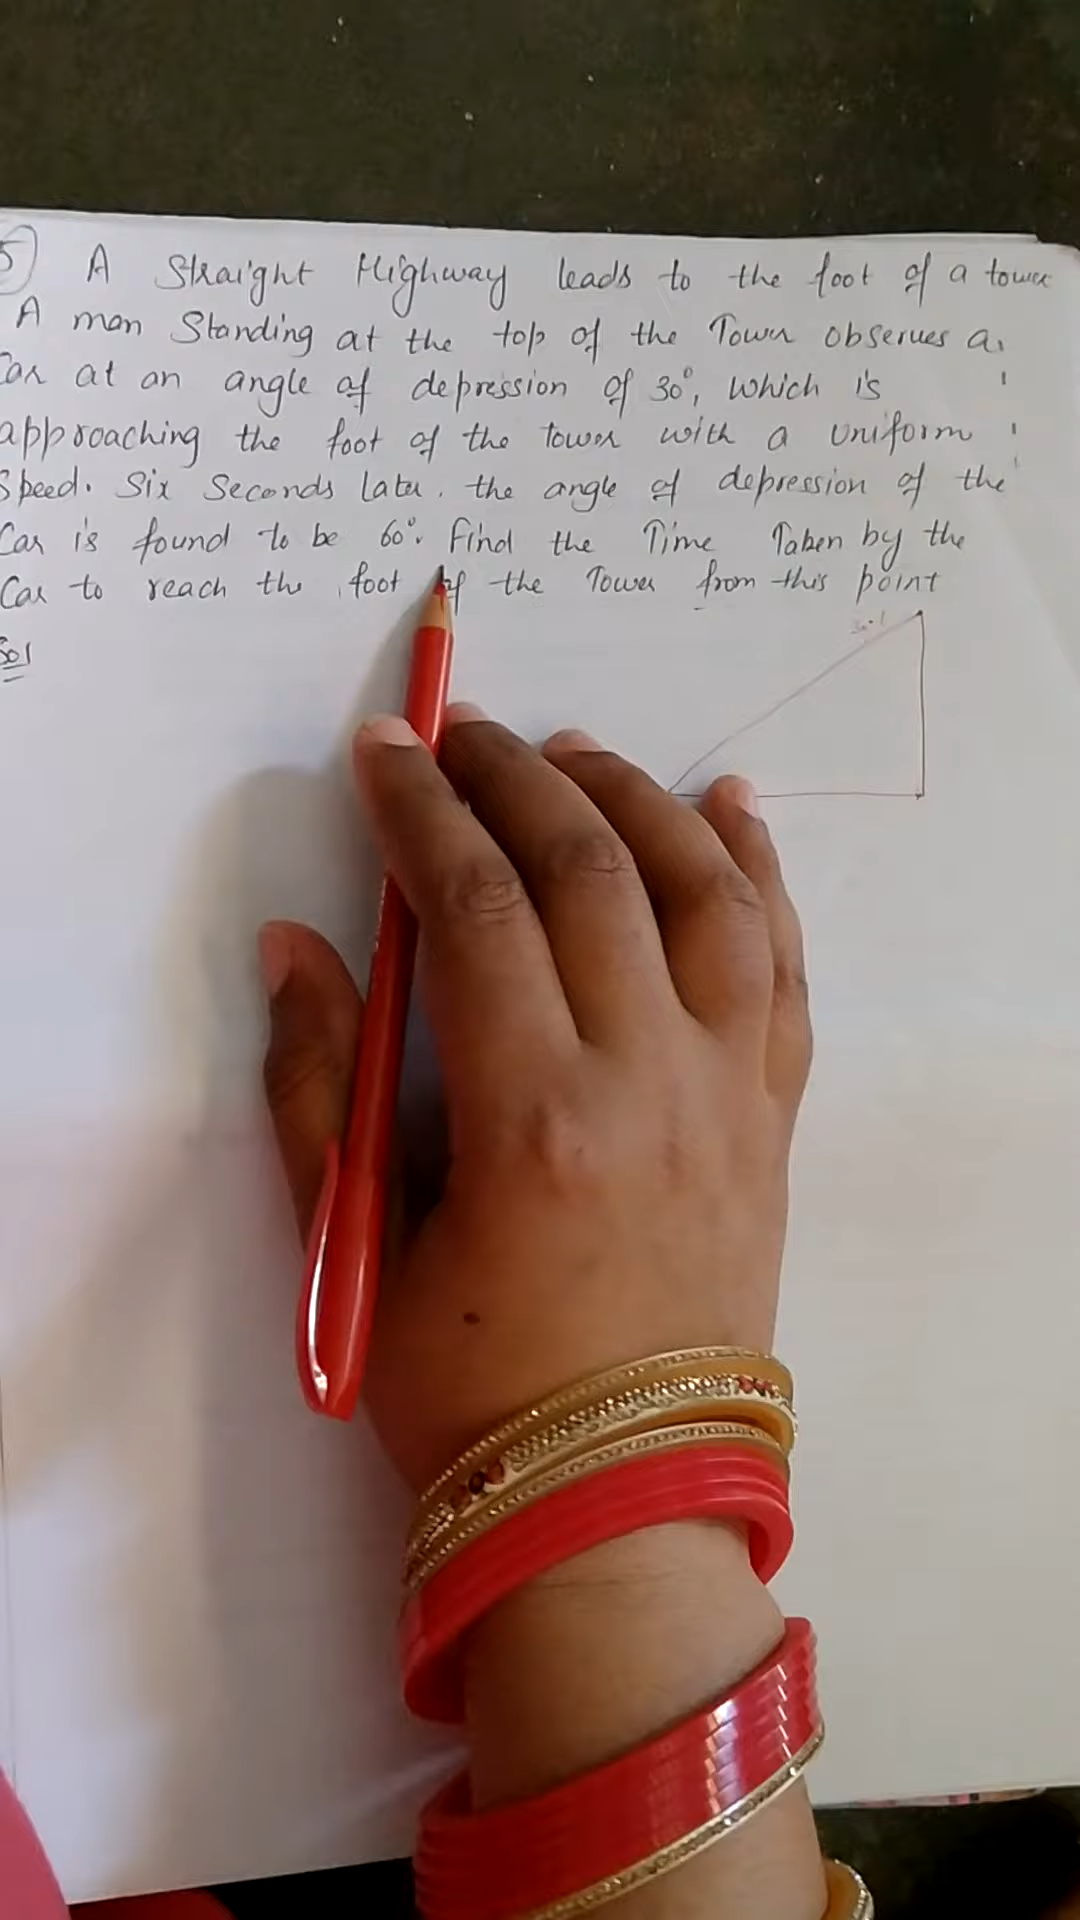 5) A Straight Highway leads to the foot of a tower
A man Standing at the top of the Tower observes a
Car at an angle of depression of 30°, which is
approaching the foot of the tower with a uniform
Speed. Six Seconds later. the angle of depression of the
Car is found to be 60°. Find the Time Taken by the
Car to reach the foot of the Tower from this point
Sol
30°